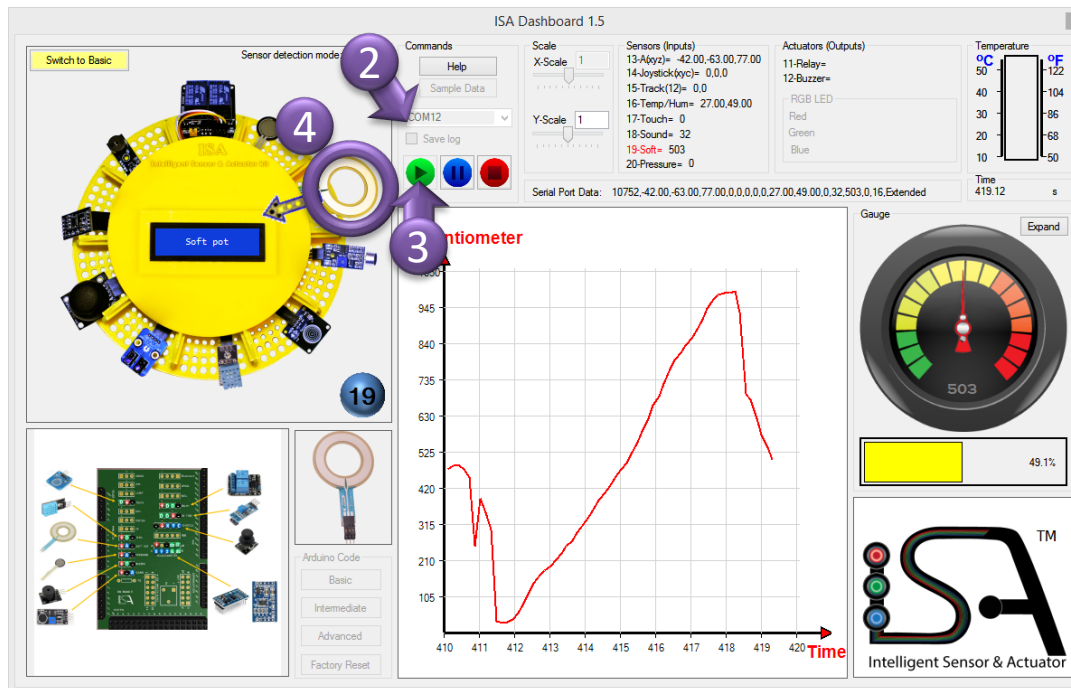 ISA Dashboard 1.5
Switch to Basic
Sensor detection mode:
2
4
ISA
Intelligent Sensor & Actuator kit
Soft pot
19
Commands
Help
Sample Data
COM12
Save log
3
Scale
X-Scale 1
Y-Scale 1
Sensors (Inputs)
13-A(xyz)= -42.00,-63.00,77.00
14-Joystick(xyc)= 0,0,0
15-Track(12)= 0,0
16-Temp/Hum= 27.00,49.00
17-Touch= 0
18-Sound= 32
19-Soft= 503
20-Pressure= 0
Actuators (Outputs)
11-Relay=
12-Buzzer=
RGB LED
Red
Green
Blue
Temperature
ºC ºF
50 122
40 104
30 86
20 68
10 50
Time
419.12 s
Serial Port Data: 10752,-42.00,-63.00,77.00,0,0,0,0,0,27.00,49.00,0,32,503,0,16,Extended
ntiometer
945
840
735
630
525
420
315
210
105
410 411 412 413 414 415 416 417 418 419 420
Time
Gauge
Expand
503
49.1%
Arduino Code
Basic
Intermediate
Advanced
Factory Reset
ISA
TM
Intelligent Sensor & Actuator